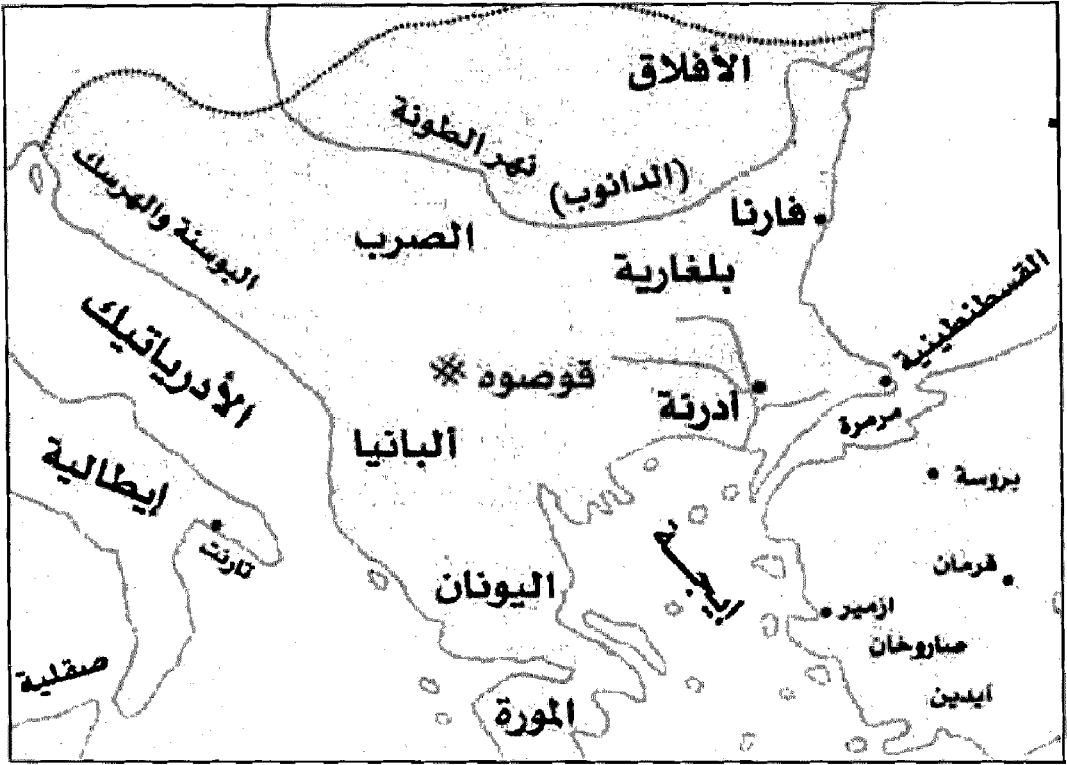 الأفلاق
نهر الطونة
(الدانوب)
البوسنة والهرسك
الصرب
فارنا
بلغارية
القسطنطينية
الأدرياتيك
قوصوه
أدرنة
مرمرة
ألبانيا
إيطالية
بروسة
تارنت
ايجه
قرمان
اليونان
ازمير
صاروخان
صقلية
ايدين
المورة